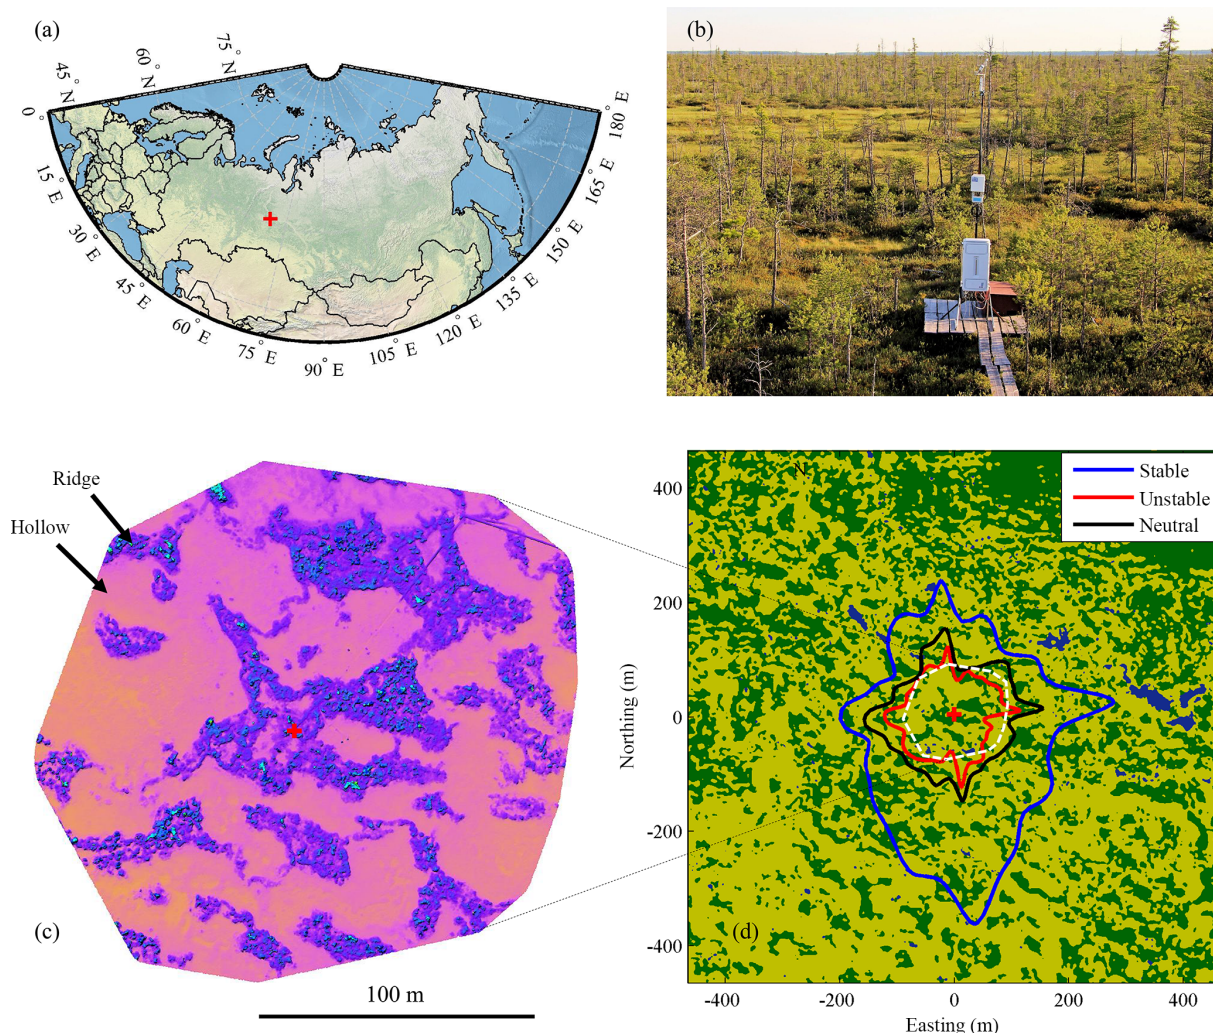 (a)
75° N
60° N
45° N
0°
15° E
30° E
45° E
60° E
75° E
90° E
105° E
120° E
135° E
150° E
165° E
180° E
(b)
Ridge
Hollow
(c)
100 m
N
Stable
Unstable
Neutral
400
200
0
-200
-400
Northing (m)
(d)
-400
-200
0
200
400
Easting (m)